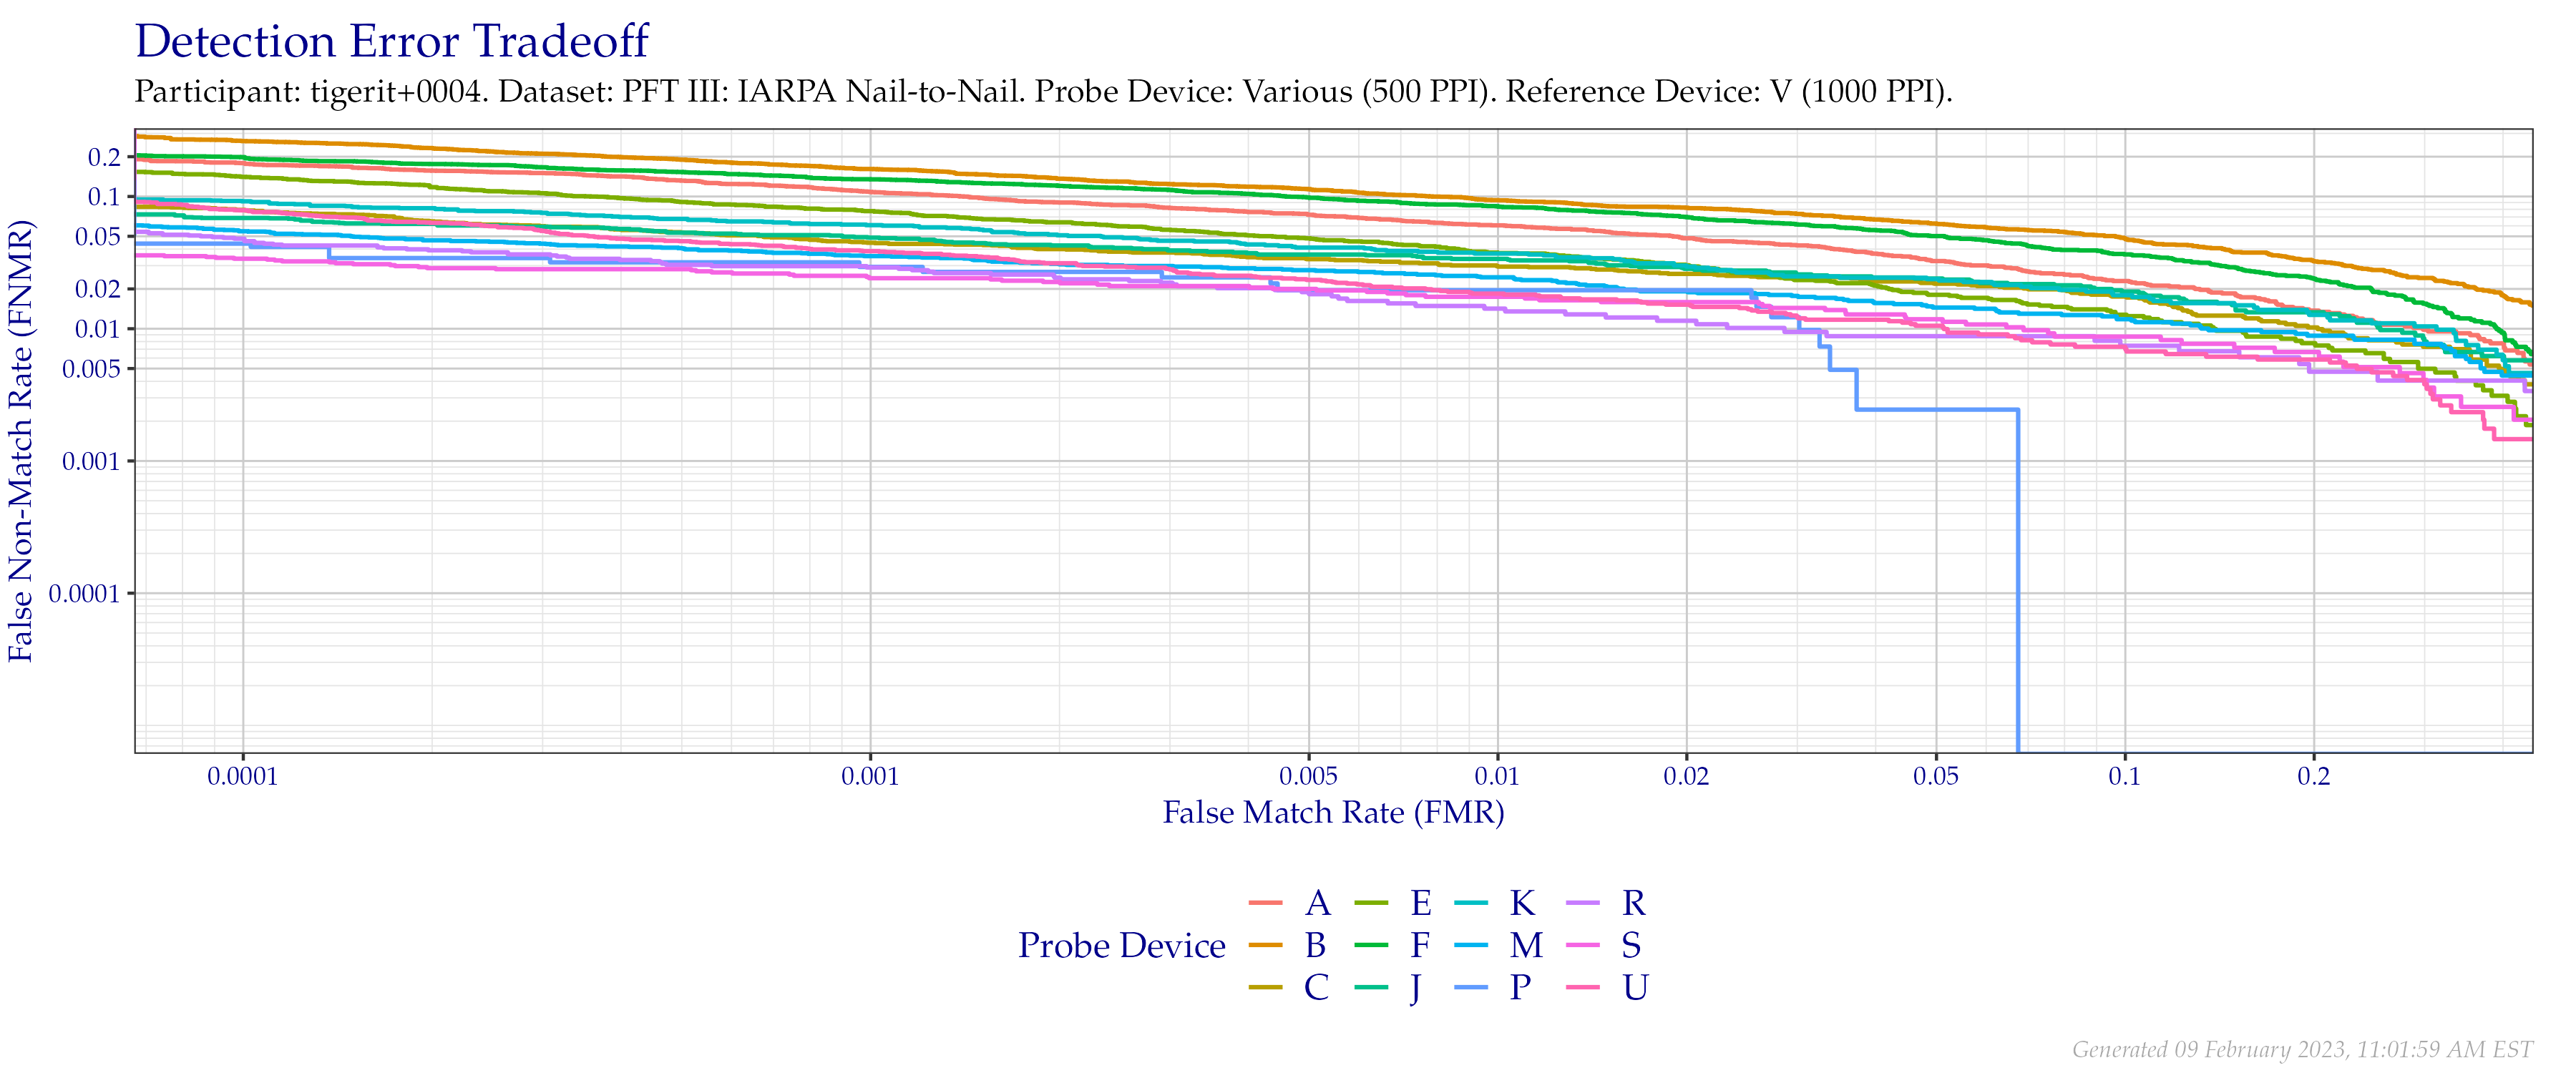 Detection Error Tradeoff
Participant: tigerit+0004. Dataset: PFT III: IARPA Nail-to-Nail. Probe Device: Various (500 PPI). Reference Device: V (1000 PPI).
False Non-Match Rate (FNMR)
0.2
0.1
0.05
0.02
0.01
0.005
0.001
0.0001
0.0001 0.001 0.005 0.01 0.02 0.05 0.1 0.2
False Match Rate (FMR)
Probe Device
A E K R
B F M S
C J P U
Generated 09 February 2023, 11:01:59 AM EST